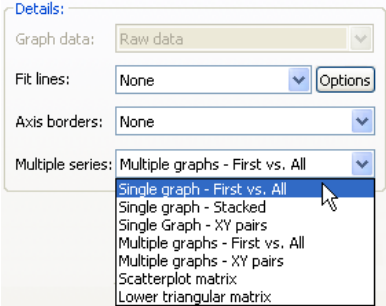 Details:
Graph data: Raw data
Fit lines: None Options
Axis borders: None
Multiple series: Multiple graphs - First vs. All
Single graph - First vs. All
Single graph - Stacked
Single Graph - XY pairs
Multiple graphs - First vs. All
Multiple graphs - XY pairs
Scatterplot matrix
Lower triangular matrix